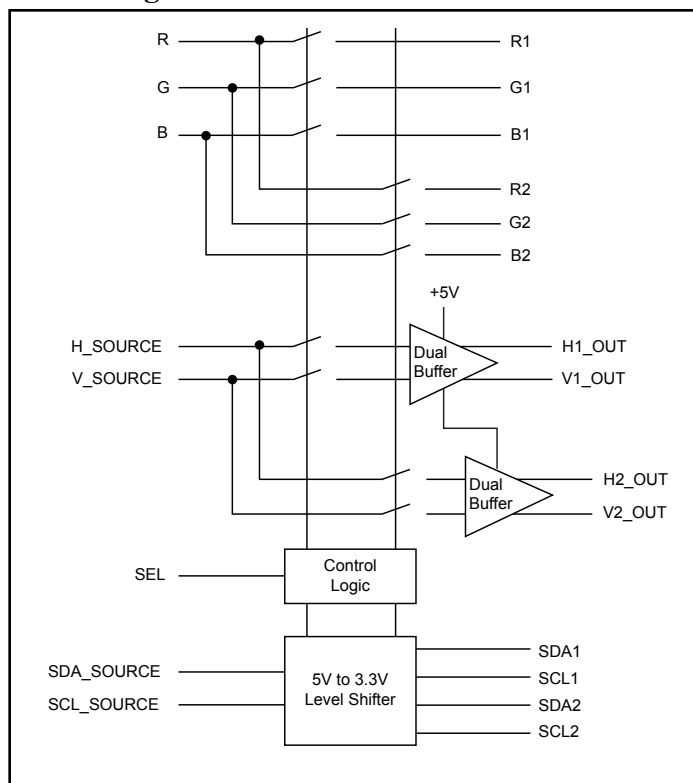 R
R1
G
G1
B
B1
R2
G2
B2
+5V
H_SOURCE
Dual
Buffer
H1_OUT
V_SOURCE
V1_OUT
Dual
Buffer
H2_OUT
V2_OUT
SEL
Control
Logic
SDA_SOURCE
SCL_SOURCE
5V to 3.3V
Level Shifter
SDA1
SCL1
SDA2
SCL2